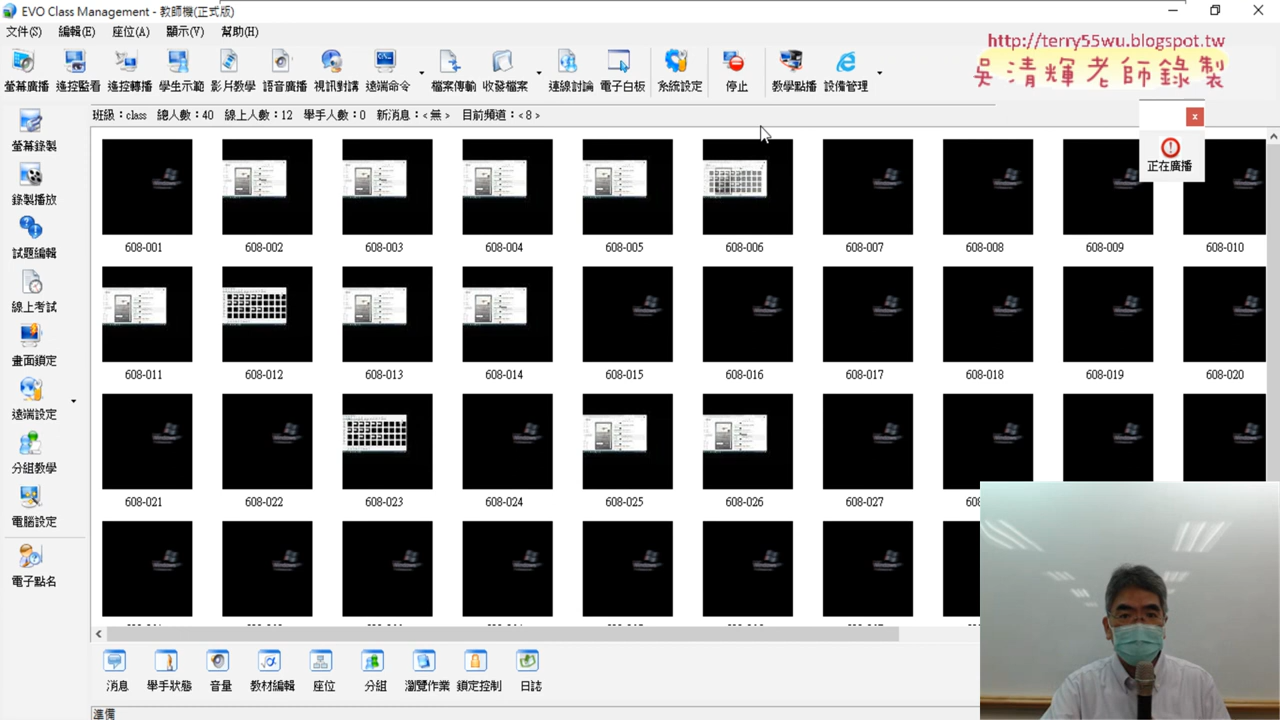 EVO Class Management - 教師機(正式版)
文件(S) 編輯(E) 座位(A) 顯示(V) 幫助(H)
http://terry55wu.blogspot.tw
吳清輝老師錄製
螢幕廣播 遙控監看 遙控轉播 學生示範 影片教學 語音廣播 視訊對講 遠端命令 檔案傳輸 收發檔案 連線討論 電子白板 系統設定 停止 教學點播 設備管理
班級：class 總人數：40 線上人數：12 舉手人數：0 新消息：<無> 目前頻道：<8>
正在廣播
螢幕錄製
錄製播放
試題編輯
線上考試
畫面鎖定
遠端設定
分組教學
電腦設定
電子點名
608-001 608-002 608-003 608-004 608-005 608-006 608-007 608-008 608-009 608-010
608-011 608-012 608-013 608-014 608-015 608-016 608-017 608-018 608-019 608-020
608-021 608-022 608-023 608-024 608-025 608-026 608-027
消息 舉手狀態 音量 教材編輯 座位 分組 瀏覽作業 鎖定控制 日誌
準備